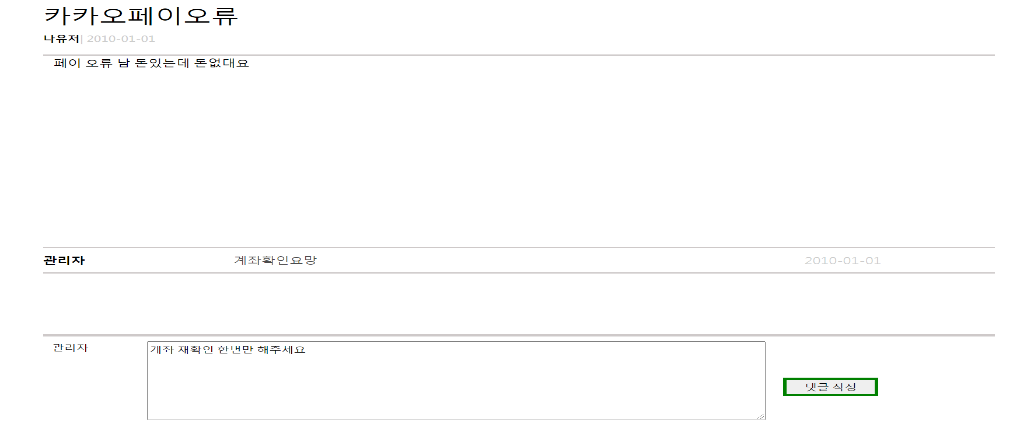 카카오페이오류
나유저| 2010-01-01
페이 오류 남 돈있는데 돈없대요
관리자 계좌확인요망 2010-01-01
관리자 계좌 재확인 한번만 해주세요
댓글 작성